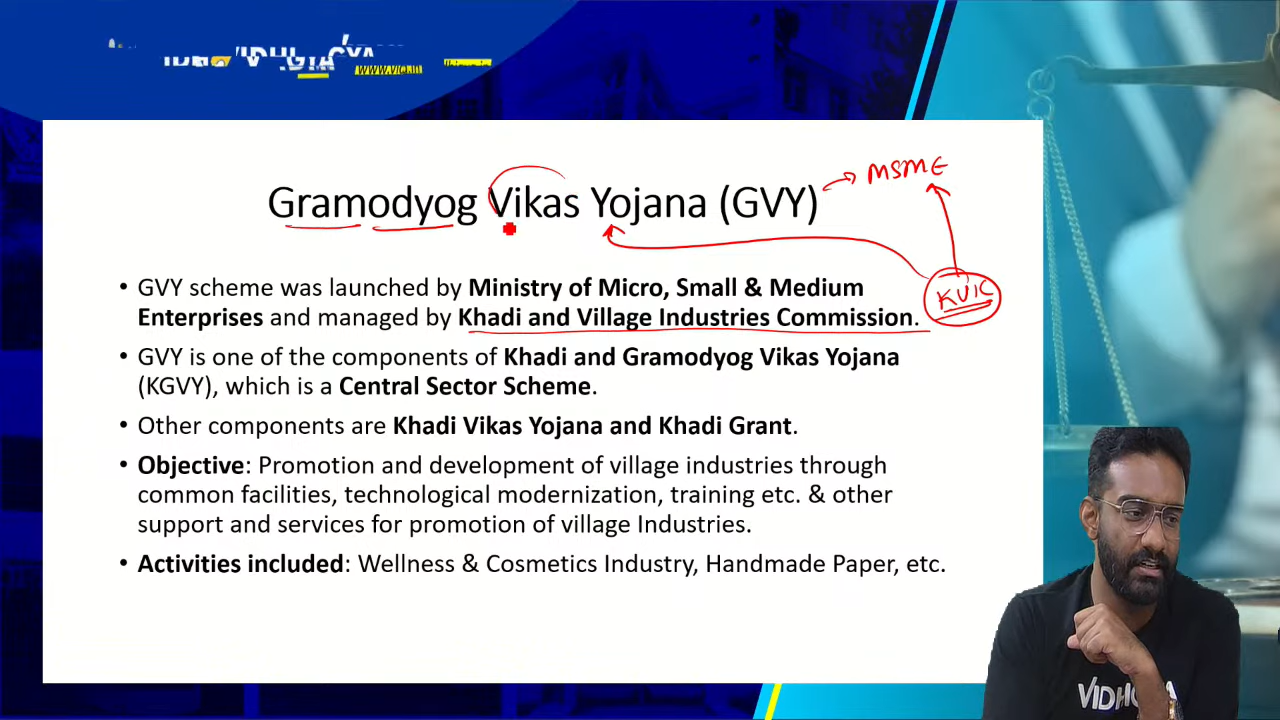 www.via.in
MSME
Gramodyog Vikas Yojana (GVY)
KVIC
• GVY scheme was launched by Ministry of Micro, Small & Medium
Enterprises and managed by Khadi and Village Industries Commission.
• GVY is one of the components of Khadi and Gramodyog Vikas Yojana
(KGVY), which is a Central Sector Scheme.
• Other components are Khadi Vikas Yojana and Khadi Grant.
• Objective: Promotion and development of village industries through
common facilities, technological modernization, training etc. & other
support and services for promotion of village Industries.
• Activities included: Wellness & Cosmetics Industry, Handmade Paper, etc.